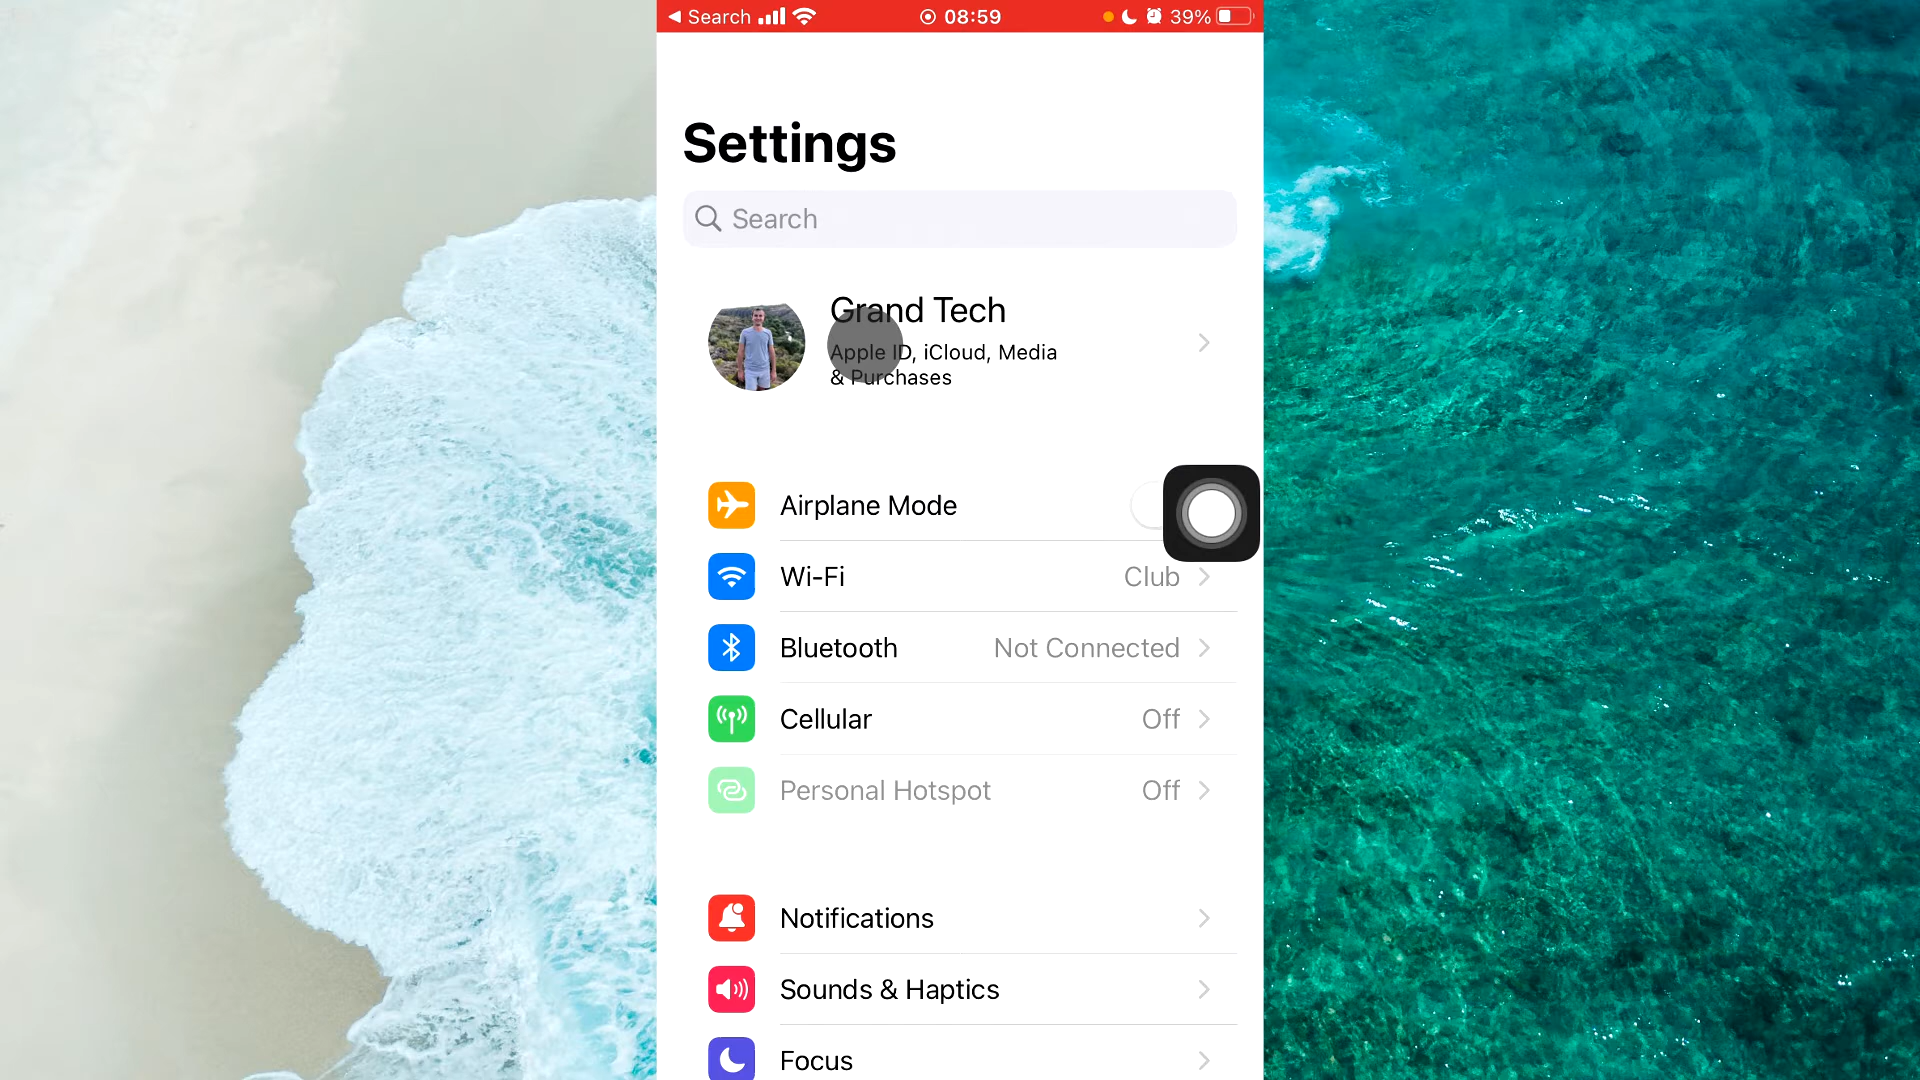 Search 08:59 39%
Settings
Search
Grand Tech
Apple ID, iCloud, Media
& Purchases
Airplane Mode
Wi-Fi Club
Bluetooth Not Connected
Cellular Off
Personal Hotspot Off
Notifications
Sounds & Haptics
Focus